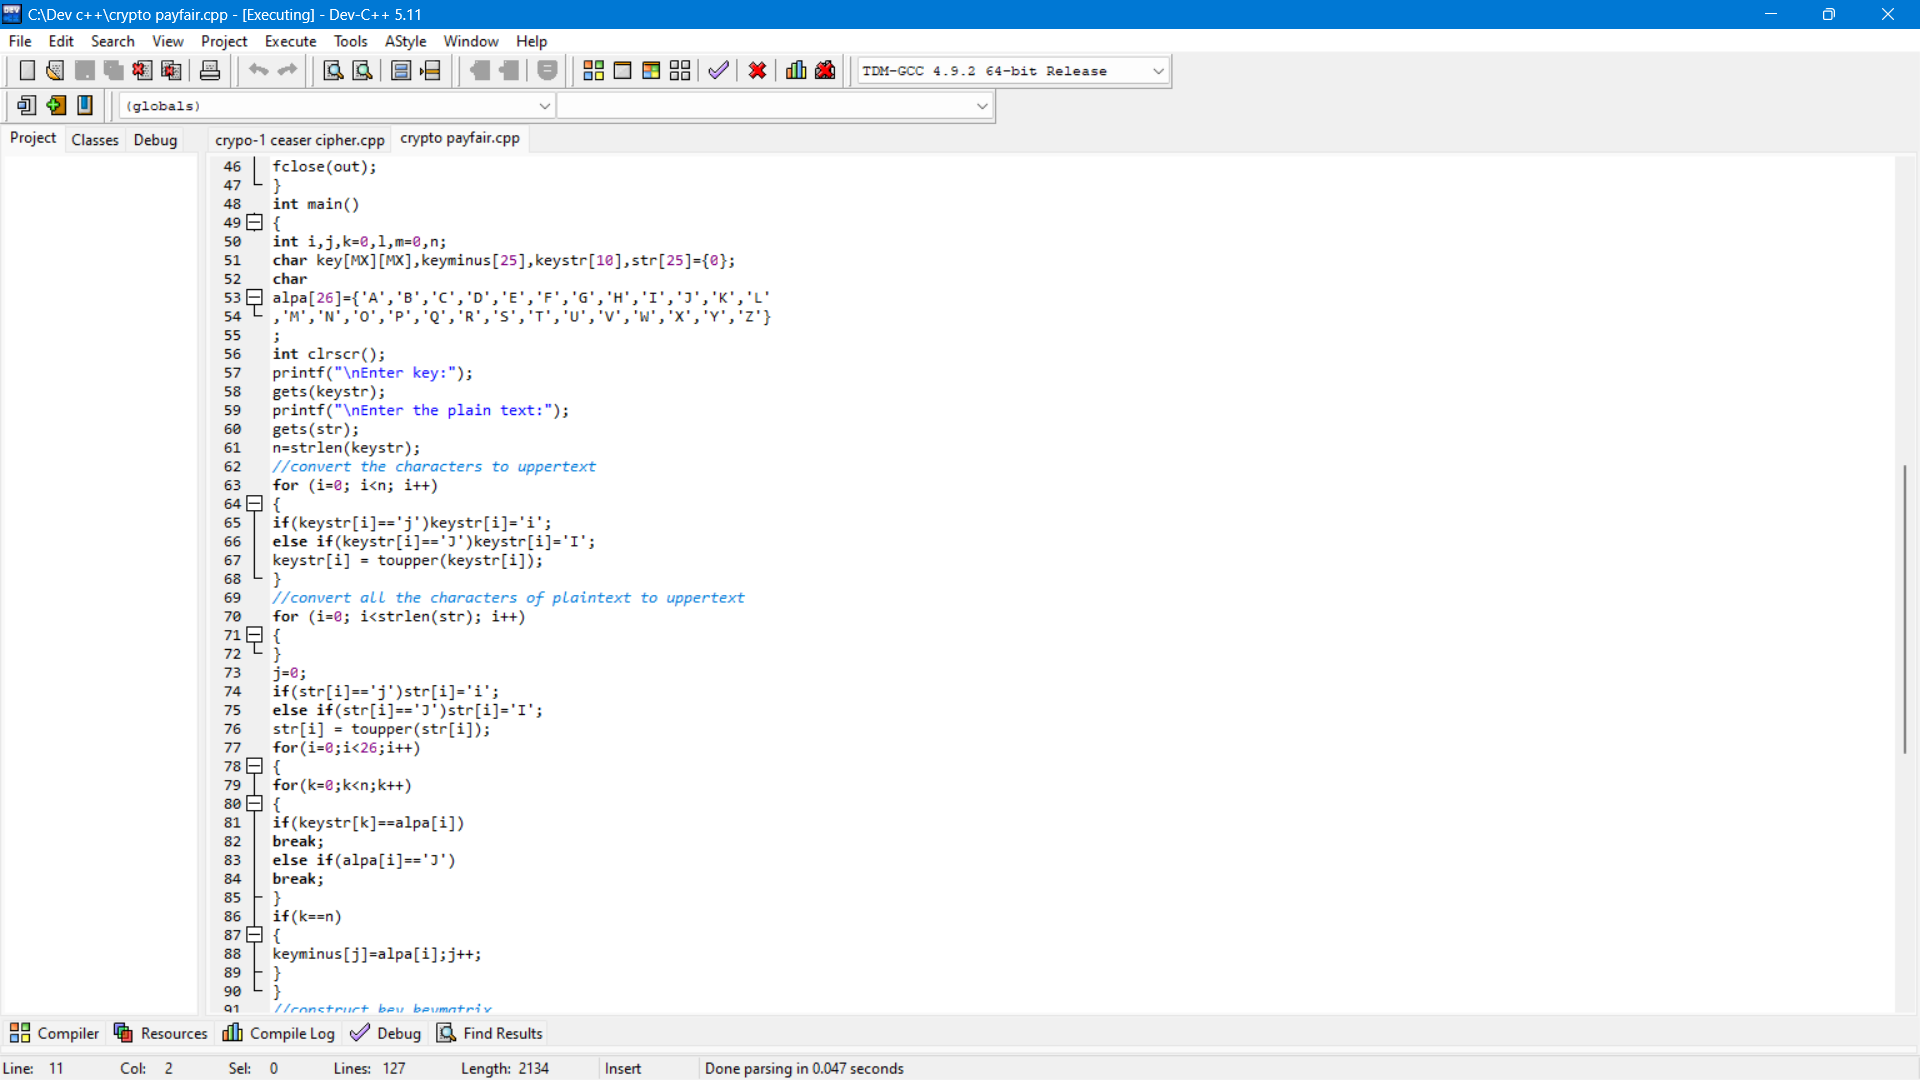 C:\Dev c++\crypto payfair.cpp - [Executing] - Dev-C++ 5.11
File Edit Search View Project Execute Tools AStyle Window Help
TDM-GCC 4.9.2 64-bit Release
(globals)
Project Classes Debug crypo-1 ceaser cipher.cpp crypto payfair.cpp
46 fclose(out);
47 }
48 int main()
49 {
50 int i,j,k=0,l,m=0,n;
51 char key[MX][MX],keyminus[25],keystr[10],str[25]={0};
52 char
53 alpa[26]={'A','B','C','D','E','F','G','H','I','J','K','L'
54 ,'M','N','O','P','Q','R','S','T','U','V','W','X','Y','Z'}
55 ;
56 int clrscr();
57 printf("\nEnter key:");
58 gets(keystr);
59 printf("\nEnter the plain text:");
60 gets(str);
61 n=strlen(keystr);
62 //convert the characters to uppertext
63 for (i=0; i<n; i++)
64 {
65 if(keystr[i]=='j')keystr[i]='i';
66 else if(keystr[i]=='J')keystr[i]='I';
67 keystr[i] = toupper(keystr[i]);
68 }
69 //convert all the characters of plaintext to uppertext
70 for (i=0; i<strlen(str); i++)
71 {
72 }
73 j=0;
74 if(str[i]=='j')str[i]='i';
75 else if(str[i]=='J')str[i]='I';
76 str[i] = toupper(str[i]);
77 for(i=0;i<26;i++)
78 {
79 for(k=0;k<n;k++)
80 {
81 if(keystr[k]==alpa[i])
82 break;
83 else if(alpa[i]=='J')
84 break;
85 }
86 if(k==n)
87 {
88 keyminus[j]=alpa[i];j++;
89 }
90 }
91 //construct key keymatrix
Compiler Resources Compile Log Debug Find Results
Line: 11 Col: 2 Sel: 0 Lines: 127 Length: 2134 Insert Done parsing in 0.047 seconds